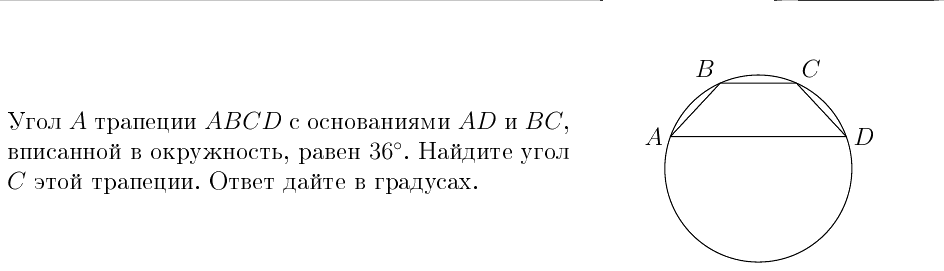 Угол A трапеции ABCD с основаниями AD и BC,
вписанной в окружность, равен 36°. Найдите угол
C этой трапеции. Ответ дайте в градусах.
B
C
A
D